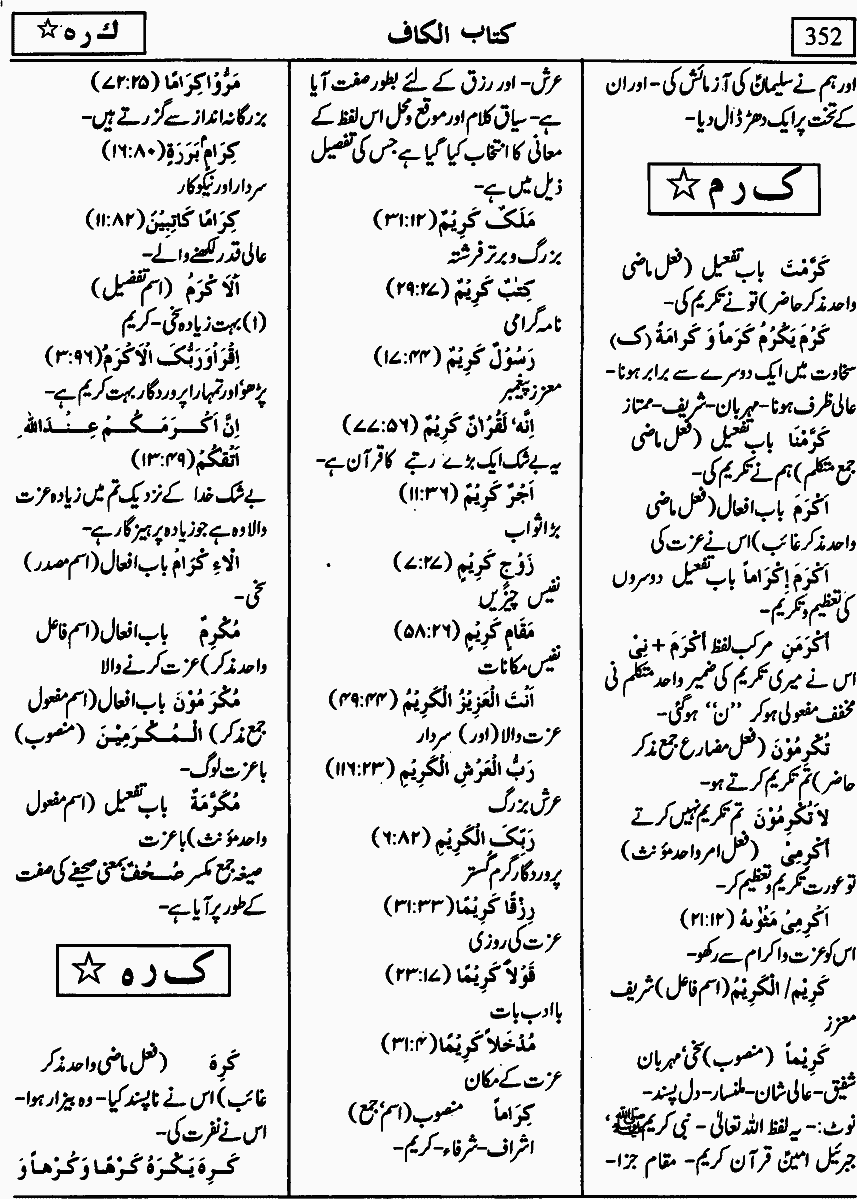 352
کتاب الکاف
ک ر ه ☆
اور ہم نے سلیمانؑ کی آزمائش کی- اور ان
کے تخت پر ایک دھڑ ڈال دیا-
ک ر م ☆
کَرَّمْتَ باب تفعیل (فعل ماضی
واحد مذکر حاضر) تو نے تکریم کی-
کَرُمَ یَکْرُمُ کَرَماً وَ کَرَامَةً (ک)
سخاوت میں ایک دوسرے سے برابر ہونا-
عالی ظرف ہونا- مہربان- شریف- ممتاز
کَرَّمْنَا باب تفعیل (فعل ماضی
جمع متکلم) ہم نے تکریم کی-
اَکْرَمَ باب افعال (فعل ماضی
واحد مذکر غائب) اس نے عزت کی
اَکْرَمَ اِکْرَاماً باب تفعیل دوسروں
کی تعظیم و تکریم-
اَکْرَمَنِ مرکب لفظ اَکْرَمَ + نِیْ
اس نے میری تکریم کی ضمیر واحد متکلم نی
مخفف مفعولی ہو کر ”ن“ ہو گئی-
تُکْرِمُوْنَ (فعل مضارع جمع مذکر
حاضر) تم تکریم کرتے ہو-
لاَ تُکْرِمُوْنَ تم تکریم نہیں کرتے
اَکْرِمِیْ (فعل امر واحد مؤنث)
تو عورت تکریم و تعظیم کر-
اَکْرِمِیْ مَثْوٰىهُ (۲۱:۱۲)
اس کو عزت و اکرام سے رکھو-
کَرِیْم/ الْکَرِیْمُ (اسم فاعل) شریف
معزز
کَرِیْماً (منصوب) سخی، مہربان
شفیق- عالی شان- ملنسار- دل پسند-
نوٹ:- یہ لفظ اللہ تعالیٰ- نبی کریم ﷺ،
جبرئیل امینؑ قرآن کریم- مقام جزا-
عرش- اور رزق کے لئے بطور صفت آیا
ہے- سیاق کلام اور موقع و محل اس لفظ کے
معانی کا انتخاب کیا گیا ہے جس کی تفصیل
ذیل میں ہے-
مَلَکٌ کَرِیْمٌ (۳۱:۱۲)
بزرگ و برتر فرشتہ
کِتٰبٌ کَرِیْمٌ (۲۹:۲۷)
نامہ گرامی
رَسُوْلٌ کَرِیْمٌ (۱۷:۴۴)
معزز پیغمبر
اِنَّهٗ لَقُرْاٰنٌ کَرِیْمٌ (۷۷:۵۶)
یہ بے شک ایک بڑے رتبے کا قرآن ہے-
اَجْرٌ کَرِیْمٌ (۱۱:۳۶)
بڑا ثواب
زَوْجٍ کَرِیْمٍ (۷:۲۷)
نفیس چیزیں
مَقَامٍ کَرِیْمٍ (۵۸:۲۶)
نفیس مکانات
اَنْتَ الْعَزِیْزُ الْکَرِیْمُ (۴۹:۴۴)
عزت والا (اور) سردار
رَبُّ الْعَرْشِ الْکَرِیْمِ (۱۱۶:۲۳)
عرش بزرگ
رَبِّکَ الْکَرِیْمِ (۶:۸۲)
پروردگار کرم گستر
رِزْقًا کَرِیْمًا (۳۱:۳۳)
عزت کی روزی
قَوْلاً کَرِیْمًا (۲۳:۱۷)
با ادب بات
مُدْخَلاً کَرِیْمًا (۳۱:۴)
عزت کے مکان
کِرَاماً منصوب (اسم، جمع)
اشراف- شرفاء- کریم-
مَرُّوْا کِرَامًا (۷۲:۲۵)
بزرگانہ انداز سے گزرتے ہیں-
کِرَامٍ بَرَرَةٍ (۱۶:۸۰)
سردار اور نیکوکار
کِرَامًا کَاتِبِیْنَ (۱۱:۸۲)
عالی قدر لکھنے والے-
اَلْاَکْرَمُ (اسم تفضیل)
(۱) بہت زیادہ سخی- کریم
اِقْرَاْ وَ رَبُّکَ الْاَکْرَمُ (۳:۹۶)
پڑھو اور تمہارا پروردگار بہت کریم ہے-
اِنَّ اَکْرَمَکُمْ عِنْدَ اللهِ
اَتْقٰکُمْ (۱۳:۴۹)
بے شک خدا کے نزدیک تم میں زیادہ عزت
والا وہ ہے جو زیادہ پرہیزگار ہے-
الْاِکْرَامُ باب افعال (اسم مصدر)
سخی-
مُکْرِمٌ باب افعال (اسم فاعل
واحد مذکر) عزت کرنے والا
مُکْرَمُوْنَ باب افعال (اسم مفعول
جمع مذکر) الْمُکْرَمِیْنَ (منصوب)
باعزت لوگ-
مُکَرَّمَةٌ باب تفعیل (اسم مفعول
واحد مؤنث) باعزت
صیغہ جمع مکسر صُحُفٌ بمعنی صحیفے کی صفت
کے طور پر آیا ہے-
ک ر ه ☆
کَرِهَ (فعل ماضی واحد مذکر
غائب) اس نے ناپسند کیا- وہ بیزار ہوا-
اس نے نفرت کی-
کَرِهَ یَکْرَهُ کَرْهًا وَ کُرْهاً وَ